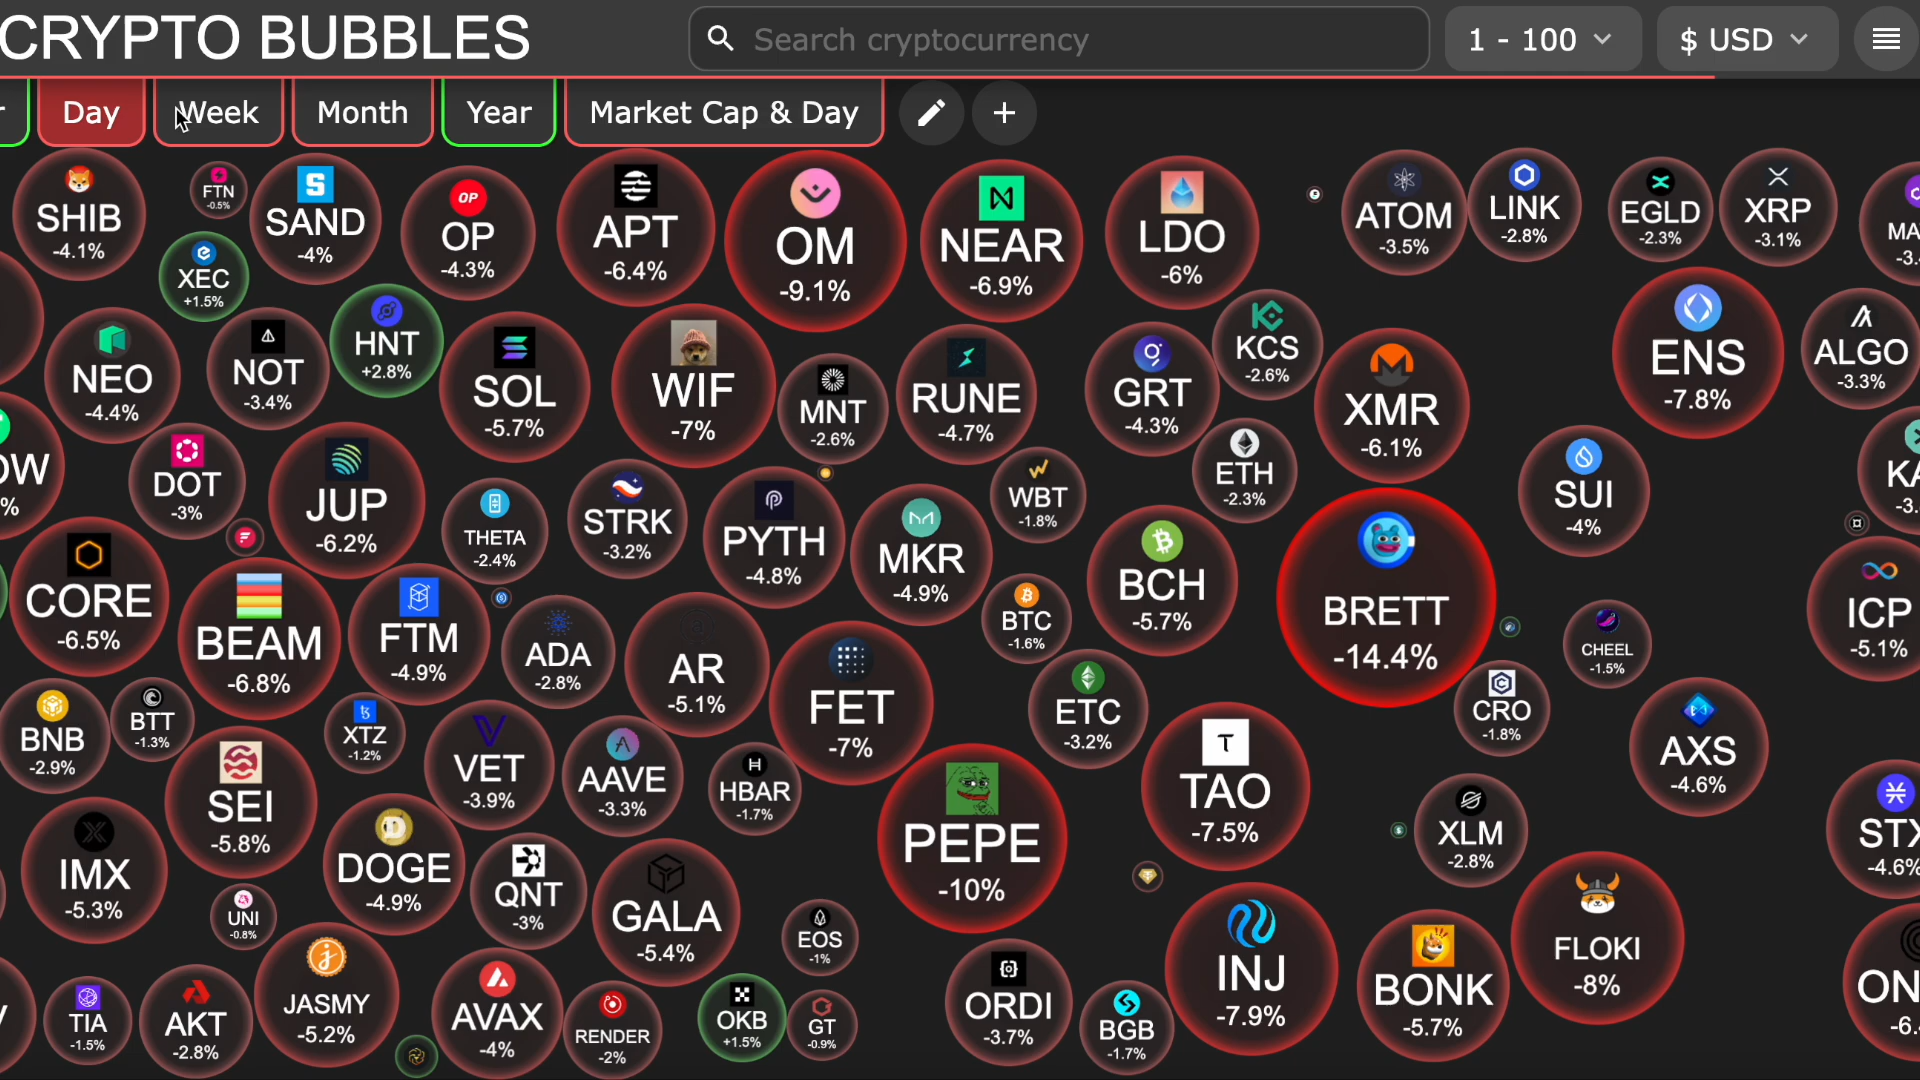 CRYPTO BUBBLES
Search cryptocurrency
1 - 100
$ USD
r
Day
Week
Month
Year
Market Cap & Day
SHIB
-4.1%
FTN
-0.5%
SAND
-4%
OP
OP
-4.3%
APT
-6.4%
OM
-9.1%
NEAR
-6.9%
LDO
-6%
ATOM
-3.5%
LINK
-2.8%
EGLD
-2.3%
XRP
-3.1%
MA
-3.
XEC
+1.5%
NEO
-4.4%
NOT
-3.4%
HNT
+2.8%
SOL
-5.7%
WIF
-7%
MNT
-2.6%
RUNE
-4.7%
GRT
-4.3%
KCS
-2.6%
XMR
-6.1%
ENS
-7.8%
ALGO
-3.3%
OW
%
DOT
-3%
JUP
-6.2%
THETA
-2.4%
STRK
-3.2%
PYTH
-4.8%
MKR
-4.9%
WBT
-1.8%
ETH
-2.3%
SUI
-4%
KA
-3.
CORE
-6.5%
BEAM
-6.8%
FTM
-4.9%
ADA
-2.8%
AR
-5.1%
FET
-7%
BTC
-1.6%
BCH
-5.7%
BRETT
-14.4%
CHEEL
-1.5%
ICP
-5.1%
BNB
-2.9%
BTT
-1.3%
XTZ
-1.2%
VET
-3.9%
AAVE
-3.3%
HBAR
-1.7%
ETC
-3.2%
TAO
-7.5%
CRO
-1.8%
AXS
-4.6%
SEI
-5.8%
IMX
-5.3%
DOGE
-4.9%
QNT
-3%
GALA
-5.4%
PEPE
-10%
XLM
-2.8%
STX
-4.6%
UNI
-0.8%
JASMY
-5.2%
EOS
-1%
INJ
-7.9%
FLOKI
-8%
TIA
-1.5%
AKT
-2.8%
AVAX
-4%
RENDER
-2%
OKB
+1.5%
GT
-0.9%
ORDI
-3.7%
BGB
-1.7%
BONK
-5.7%
ON
-6.